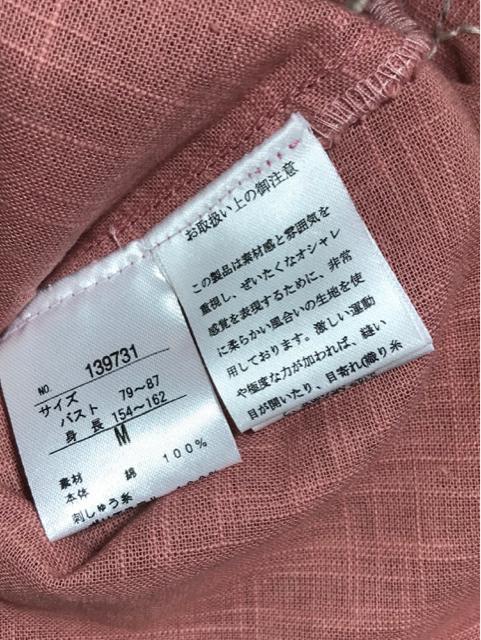 NO. 139731
サイズ
バスト 79～87
身長 154～162
M
素材
本体 綿 100%
刺しゅう糸
お取扱い上の御注意
この製品は素材感と雰囲気を
重視し、ぜいたくなオシャレ
感覚を表現するために、非常
に柔らかい風合いの生地を使
用しております。激しい運動
や極度な力が加われば、縫い
目が開いたり、目寄れ(織り糸